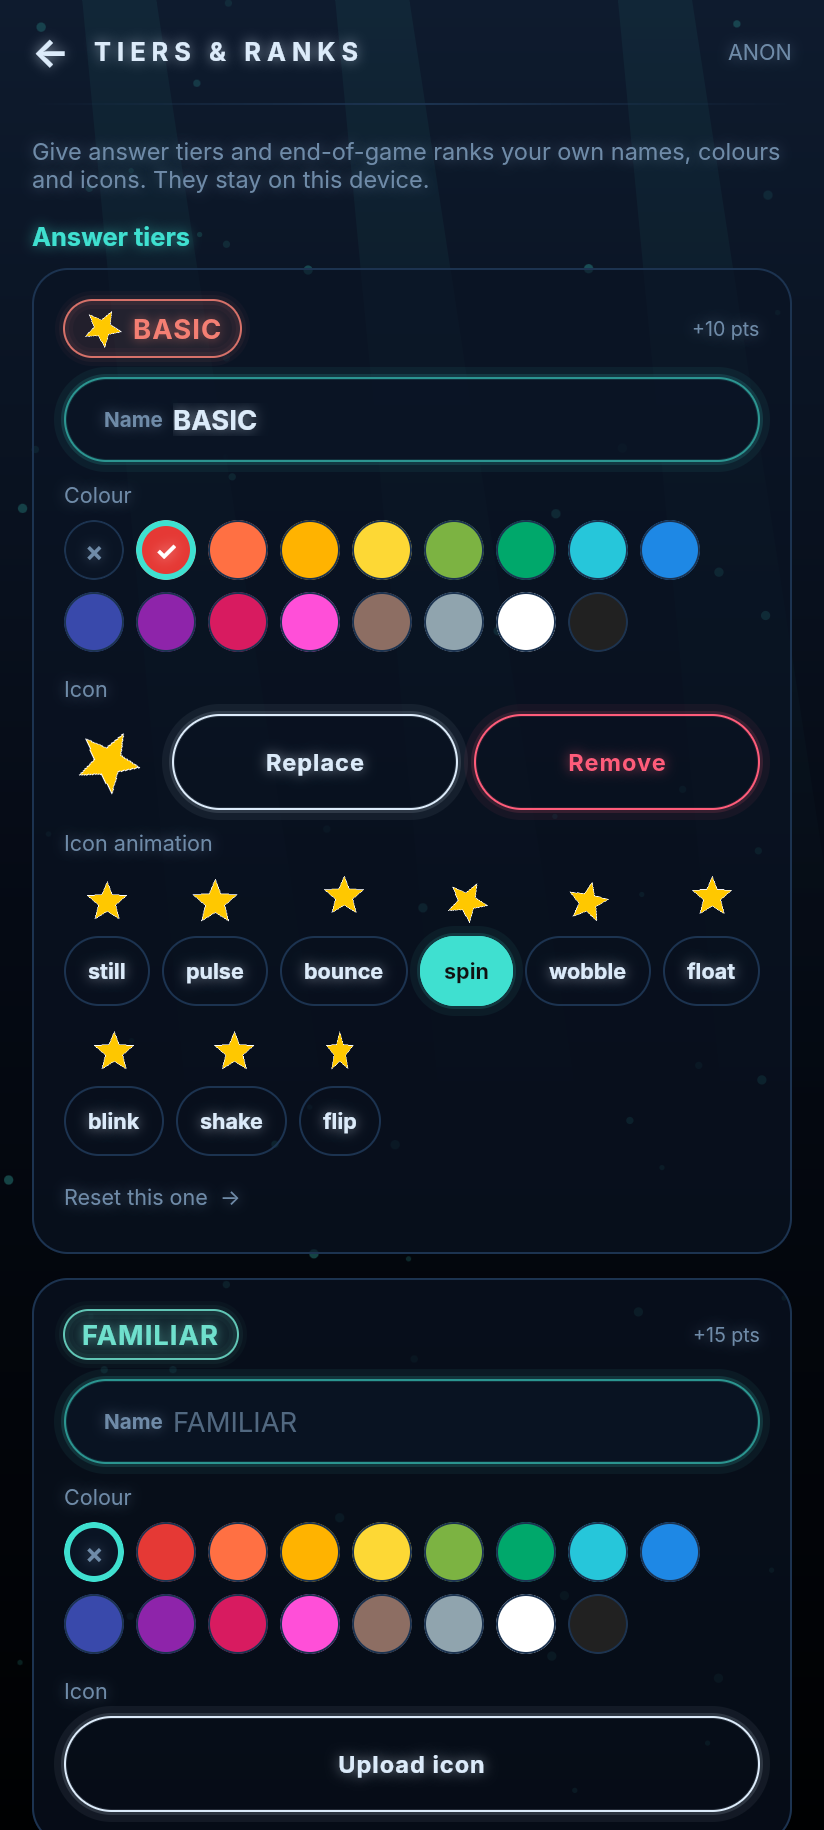 TIERS & RANKS
ANON
Give answer tiers and end-of-game ranks your own names, colours
and icons. They stay on this device.
Answer tiers
BASIC
+10 pts
Name BASIC
Colour
Icon
Replace
Remove
Icon animation
still pulse bounce spin wobble float
blink shake flip
Reset this one →
FAMILIAR
+15 pts
Name FAMILIAR
Colour
Icon
Upload icon